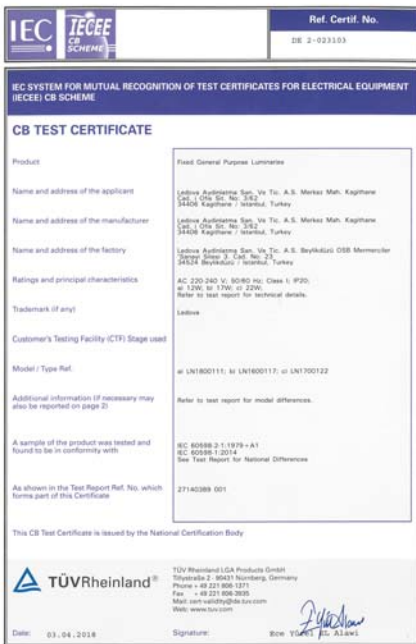 IEC
IECEE
CB
SCHEME
Ref. Certif. No.
DE 2-023103
IEC SYSTEM FOR MUTUAL RECOGNITION OF TEST CERTIFICATES FOR ELECTRICAL EQUIPMENT
(IECEE) CB SCHEME
CB TEST CERTIFICATE
Product
Fixed General Purpose Luminaries
Name and address of the applicant
Ledova Aydinlatma San. Ve Tic. A.S. Merkez Mah. Kagithane
Cad. Ofis Sit. No: 3/62
34406 Kagithane / Istanbul, Turkey
Name and address of the manufacturer
Ledova Aydinlatma San. Ve Tic. A.S. Merkez Mah. Kagithane
Cad. Ofis Sit. No: 3/62
34406 Kagithane / Istanbul, Turkey
Name and address of the factory
Ledova Aydinlatma San. Ve Tic. A.S. Beylikdüzü OSB Mermerciler
Sanayi Sitesi 3. Cad. No: 23,
34524 Beylikdüzü / Istanbul, Turkey
Ratings and principal characteristics
AC 220-240 V; 50/60 Hz; Class I; IP20;
a) 12W; b) 17W; c) 22W;
Refer to test report for technical details.
Trademark (if any)
Ledova
Customer's Testing Facility (CTF) Stage used
Model / Type Ref.
a) LN1800111; b) LN1600117; c) LN1700122
Additional information (if necessary may
also be reported on page 2)
Refer to test report for model differences.
A sample of the product was tested and
found to be in conformity with
IEC 60598-2-1:1979+A1
IEC 60598-1:2014
See Test Report for National Differences
As shown in the Test Report Ref. No. which
forms part of this Certificate
27140389 001
This CB Test Certificate is issued by the National Certification Body
TÜVRheinland®
TÜV Rheinland LGA Products GmbH
Tillystraße 2 - 90431 Nürnberg, Germany
Phone + 49 221 806-1371
Fax + 49 221 806-3935
Mail: cert-validity@de.tuv.com
Web: www.tuv.com
Date: 03.04.2018
Signature:
Ece Yücel EL Alawi